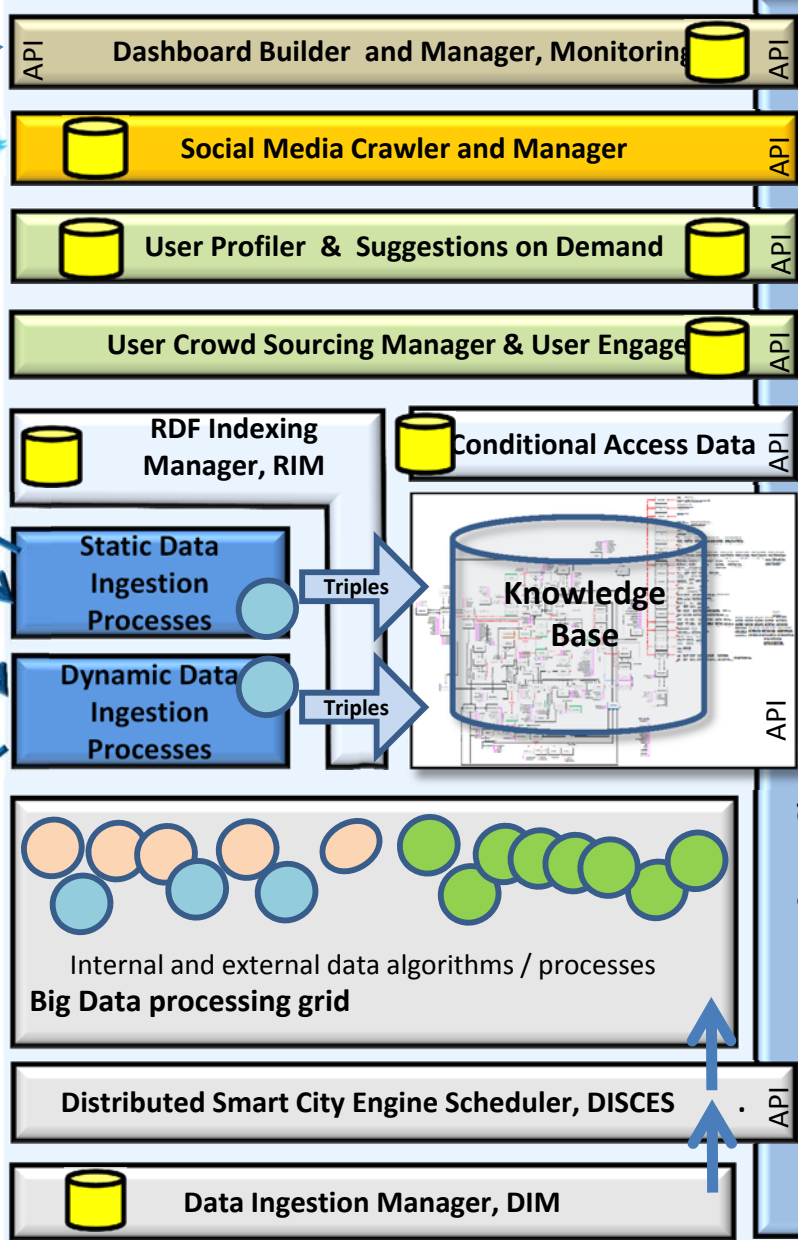 API
Dashboard Builder and Manager, Monitoring
API
Social Media Crawler and Manager
API
User Profiler & Suggestions on Demand
API
User Crowd Sourcing Manager & User Engage
API
RDF Indexing
Manager, RIM
Conditional Access Data
API
Static Data
Ingestion
Processes
Triples
Knowledge
Base
Dynamic Data
Ingestion
Processes
Triples
API
Internal and external data algorithms / processes
Big Data processing grid
Distributed Smart City Engine Scheduler, DISCES .
API
Data Ingestion Manager, DIM